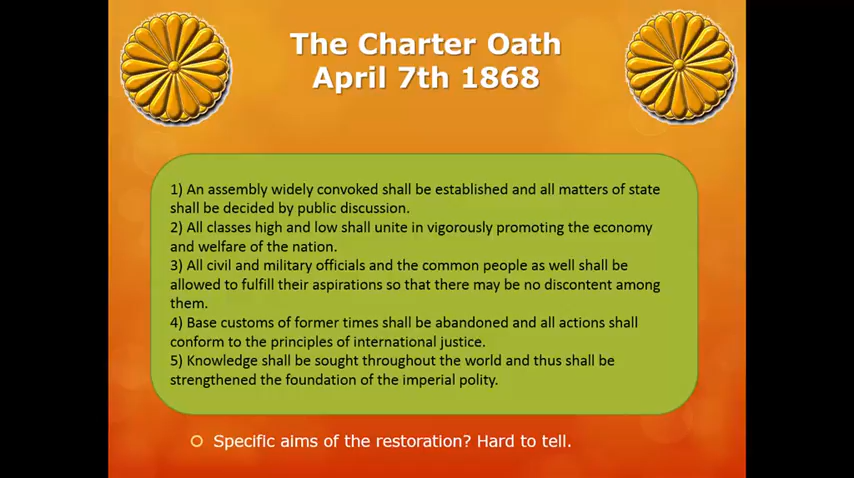 The Charter Oath
April 7th 1868
1) An assembly widely convoked shall be established and all matters of state
shall be decided by public discussion.
2) All classes high and low shall unite in vigorously promoting the economy
and welfare of the nation.
3) All civil and military officials and the common people as well shall be
allowed to fulfill their aspirations so that there may be no discontent among
them.
4) Base customs of former times shall be abandoned and all actions shall
conform to the principles of international justice.
5) Knowledge shall be sought throughout the world and thus shall be
strengthened the foundation of the imperial polity.
Specific aims of the restoration? Hard to tell.